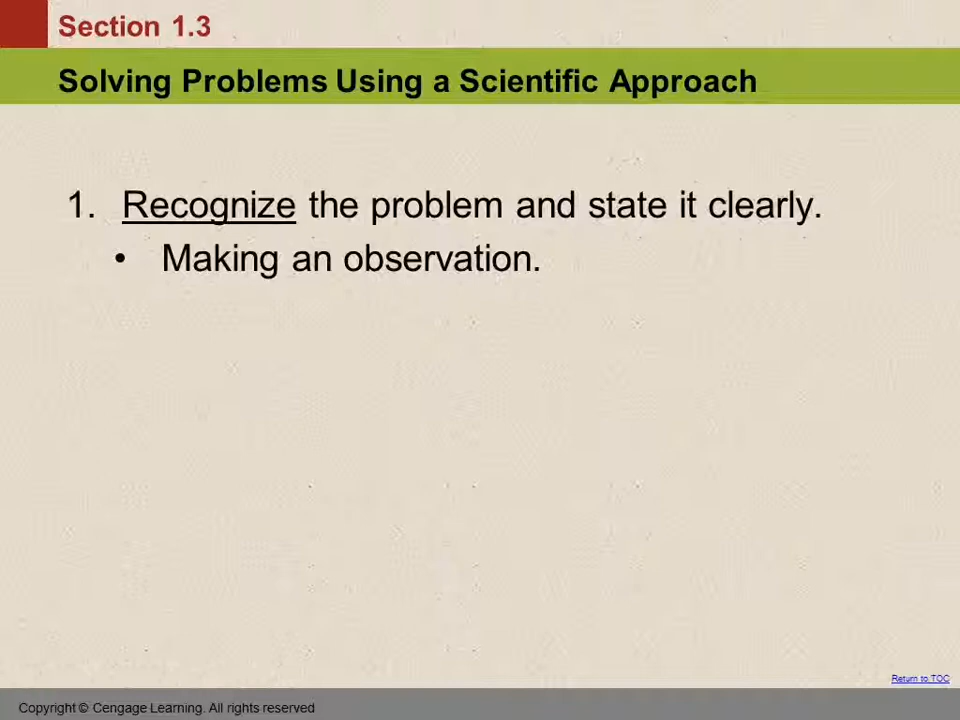 Section 1.3
Solving Problems Using a Scientific Approach
1. Recognize the problem and state it clearly.
• Making an observation.
Return to TOC
Copyright © Cengage Learning. All rights reserved